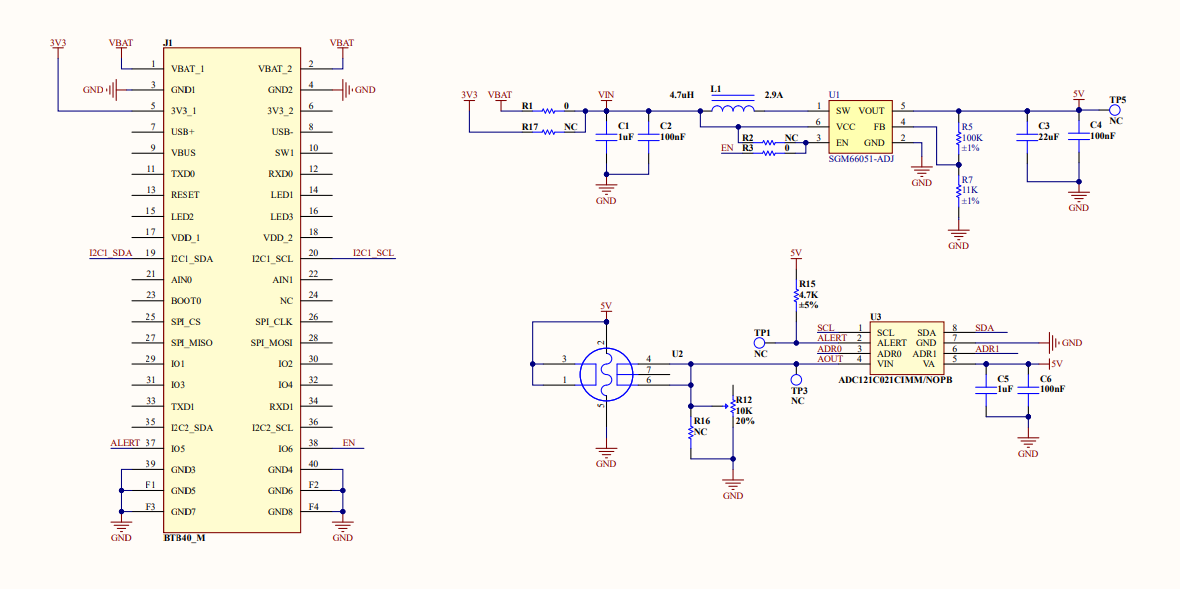 3V3 VBAT J1 VBAT
1 VBAT_1 VBAT_2 2
GND 3 GND1 GND2 4 GND
5 3V3_1 3V3_2 6
7 USB+ USB- 8
9 VBUS SW1 10
11 TXD0 RXD0 12
13 RESET LED1 14
15 LED2 LED3 16
17 VDD_1 VDD_2 18
I2C1_SDA 19 I2C1_SDA I2C1_SCL 20 I2C1_SCL
21 AIN0 AIN1 22
23 BOOT0 NC 24
25 SPI_CS SPI_CLK 26
27 SPI_MISO SPI_MOSI 28
29 IO1 IO2 30
31 IO3 IO4 32
33 TXD1 RXD1 34
35 I2C2_SDA I2C2_SCL 36
ALERT 37 IO5 IO6 38 EN
39 GND3 GND4 40
F1 GND5 GND6 F2
F3 GND7 GND8 F4
GND BTB40_M GND
3V3 VBAT VIN 4.7uH L1 2.9A U1 5V TP5
R1 0 1 SW VOUT 5 NC
R17 NC C1 C2 6 VCC FB 4 R5 C3 C4
1uF 100nF R2 NC 3 EN GND 2 100K 22uF 100nF
EN R3 0 SGM66051-ADJ ±1%
GND R7
11K
±1%
GND GND
GND
5V
R15
4.7K
±5%
5V U3
TP1 SCL 1 SCL SDA 8 SDA
NC ALERT 2 ALERT GND 7 GND
ADR0 3 ADR0 ADR1 6 ADR1
AOUT 4 VIN VA 5 5V
2 U2 ADC121C021CIMM/NOPB
3 4
7
1 6
5
TP3
NC
C5 C6
1uF 100nF
R12
10K
20%
R16
NC
GND GND GND